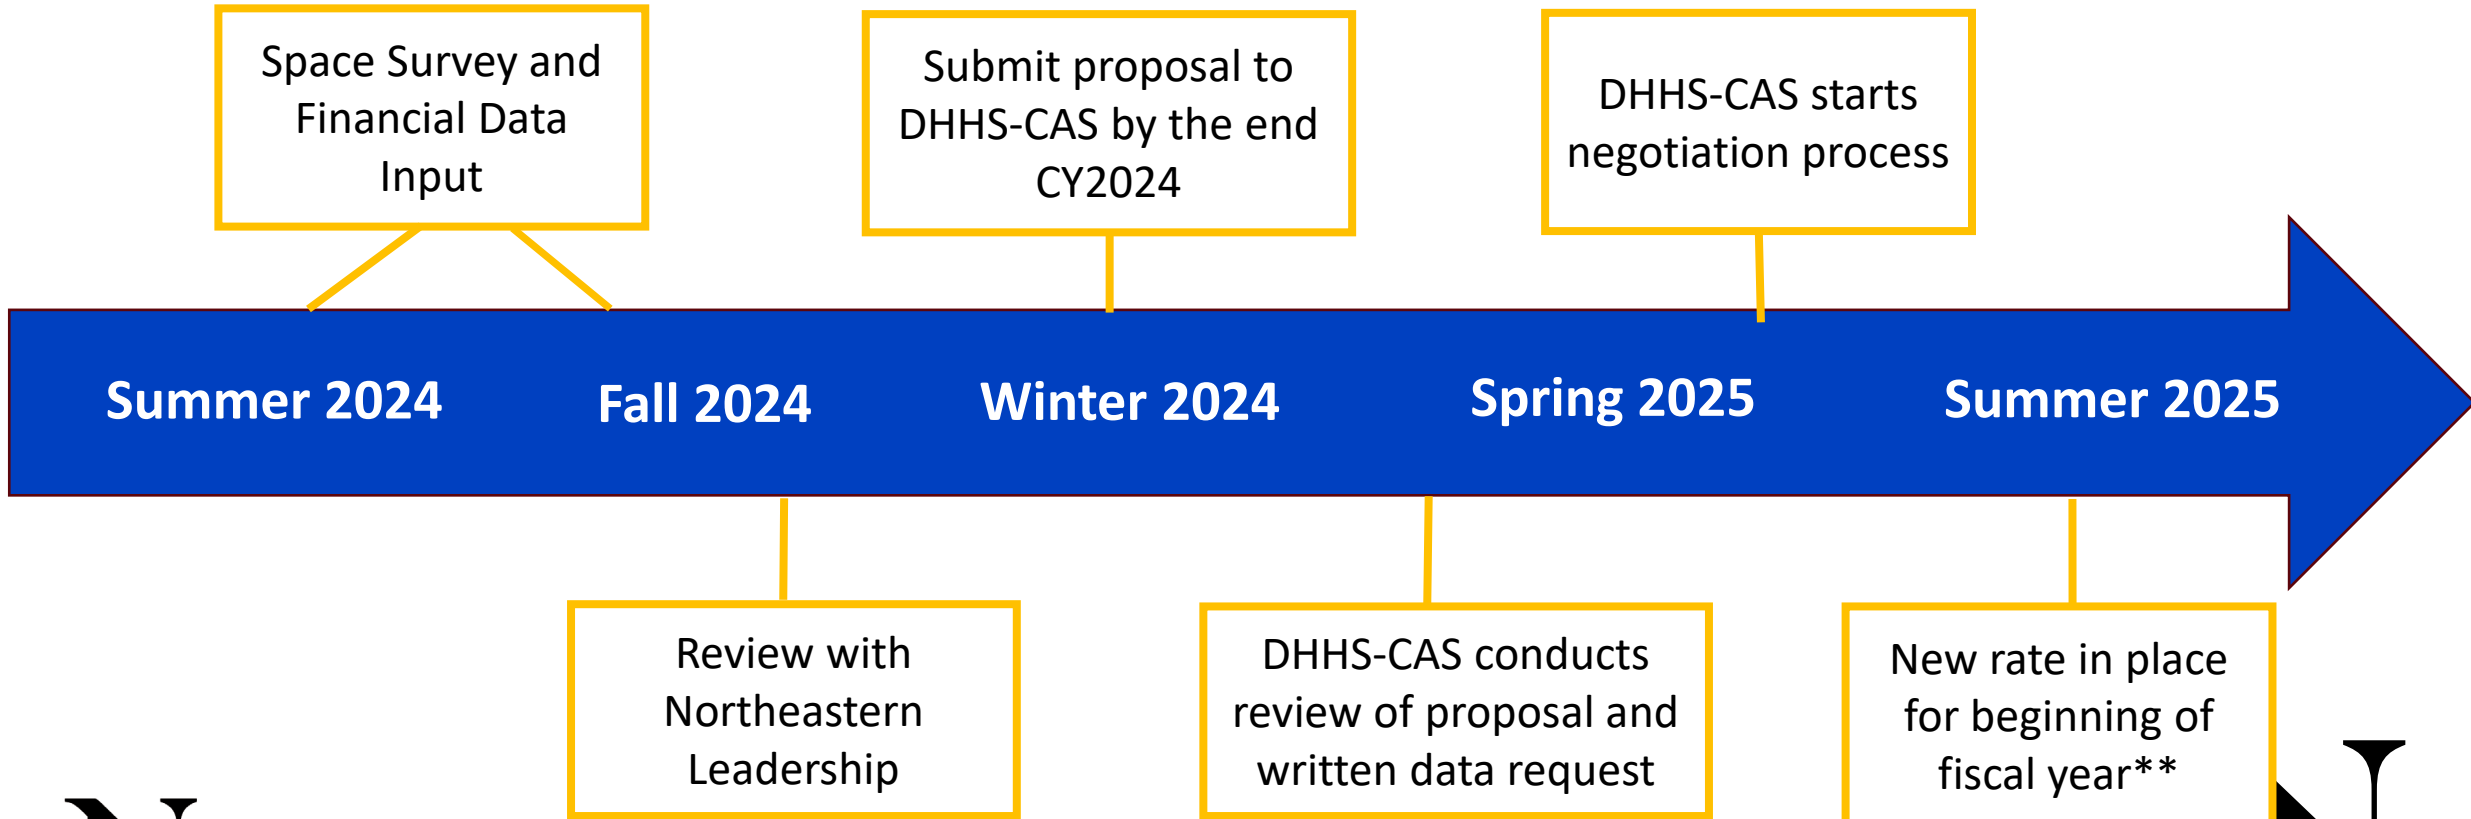 Space Survey and
Financial Data
Input
Submit proposal to
DHHS-CAS by the end
CY2024
DHHS-CAS starts
negotiation process
Summer 2024
Fall 2024
Winter 2024
Spring 2025
Summer 2025
Review with
Northeastern
Leadership
DHHS-CAS conducts
review of proposal and
written data request
New rate in place
for beginning of
fiscal year**
N
N